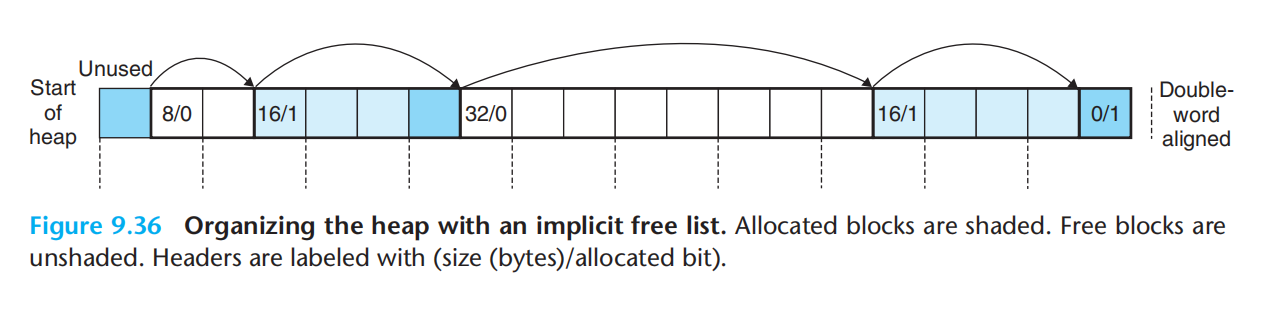 Unused
Start
of
heap
8/0 16/1 32/0 16/1 0/1
Double-
word
aligned
Figure 9.36 Organizing the heap with an implicit free list. Allocated blocks are shaded. Free blocks are
unshaded. Headers are labeled with (size (bytes)/allocated bit).